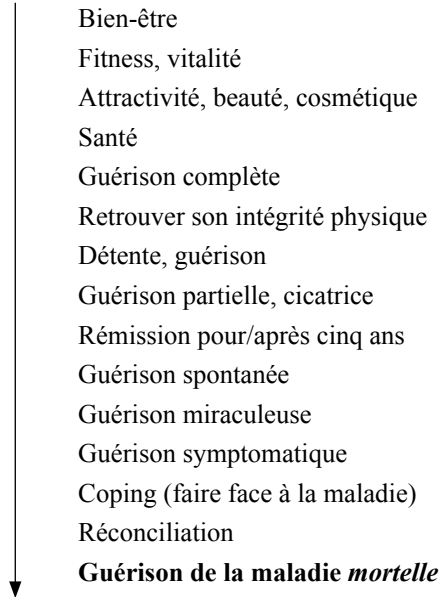 Bien-être
Fitness, vitalité
Attractivité, beauté, cosmétique
Santé
Guérison complète
Retrouver son intégrité physique
Détente, guérison
Guérison partielle, cicatrice
Rémission pour/après cinq ans
Guérison spontanée
Guérison miraculeuse
Guérison symptomatique
Coping (faire face à la maladie)
Réconciliation
Guérison de la maladie mortelle